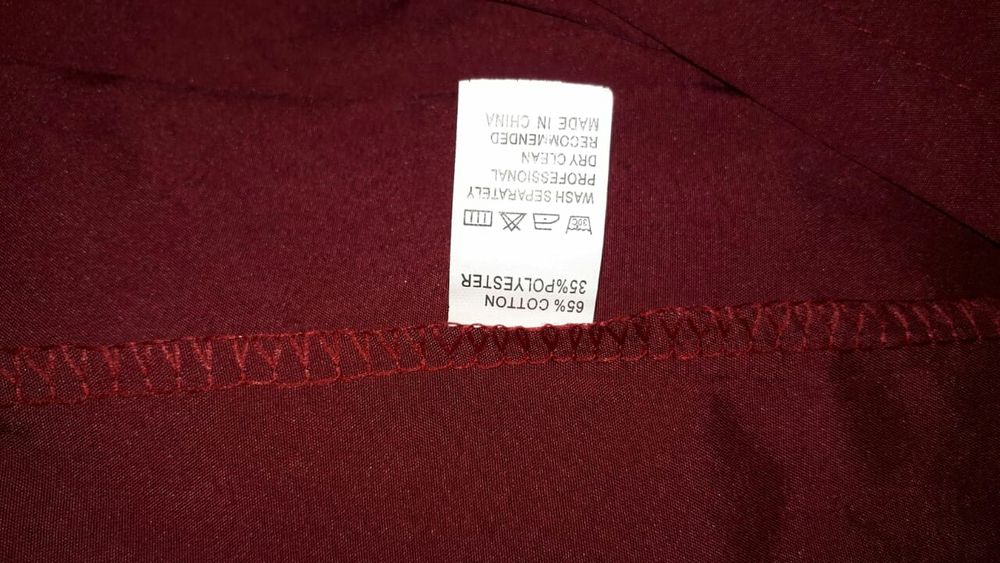 65% COTTON
35%POLYESTER
30°C
WASH SEPARATELY
PROFESSIONAL
DRY CLEAN
RECOMMENDED
MADE IN CHINA